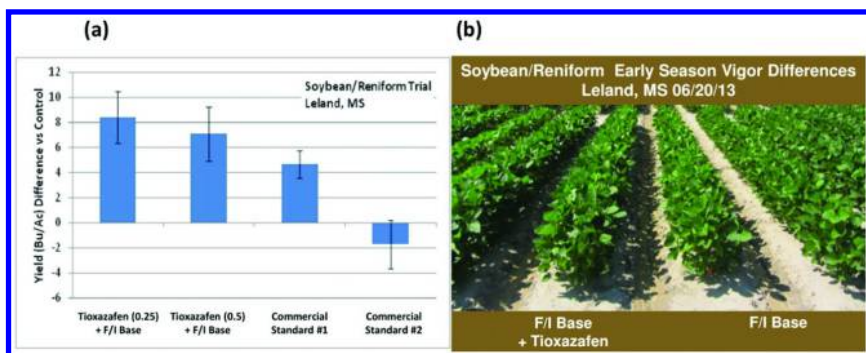 (a)
12
10
8
6
4
2
0
-2
-4
-6
Yield (Bu/Ac) Difference vs Control
Soybean/Reniform Trial
Leland, MS
Tioxazafen (0.25)
+ F/I Base
Tioxazafen (0.5)
+ F/I Base
Commercial
Standard #1
Commercial
Standard #2
(b)
Soybean/Reniform Early Season Vigor Differences
Leland, MS 06/20/13
F/I Base
+ Tioxazafen
F/I Base